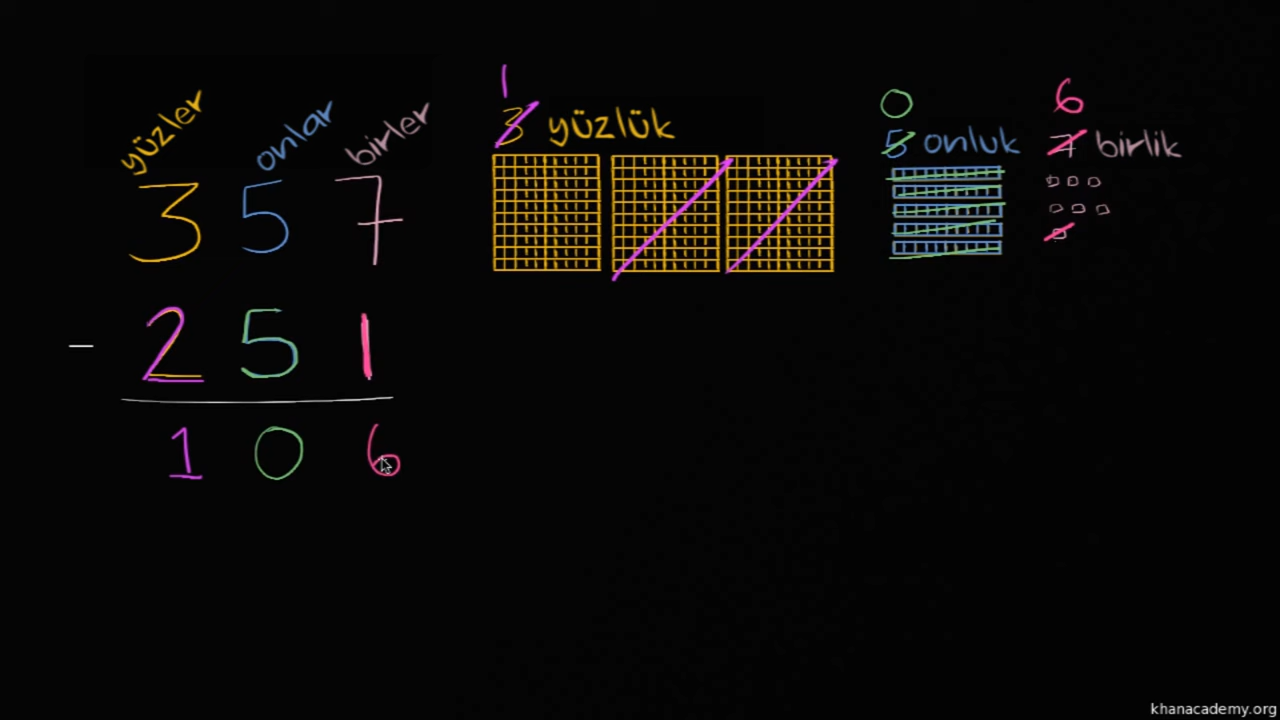 yüzler onlar birler
3 5 7
- 2 5 1
1 0 6
1
3 yüzlük
0
5 onluk
6
7 birlik
khanacademy.org